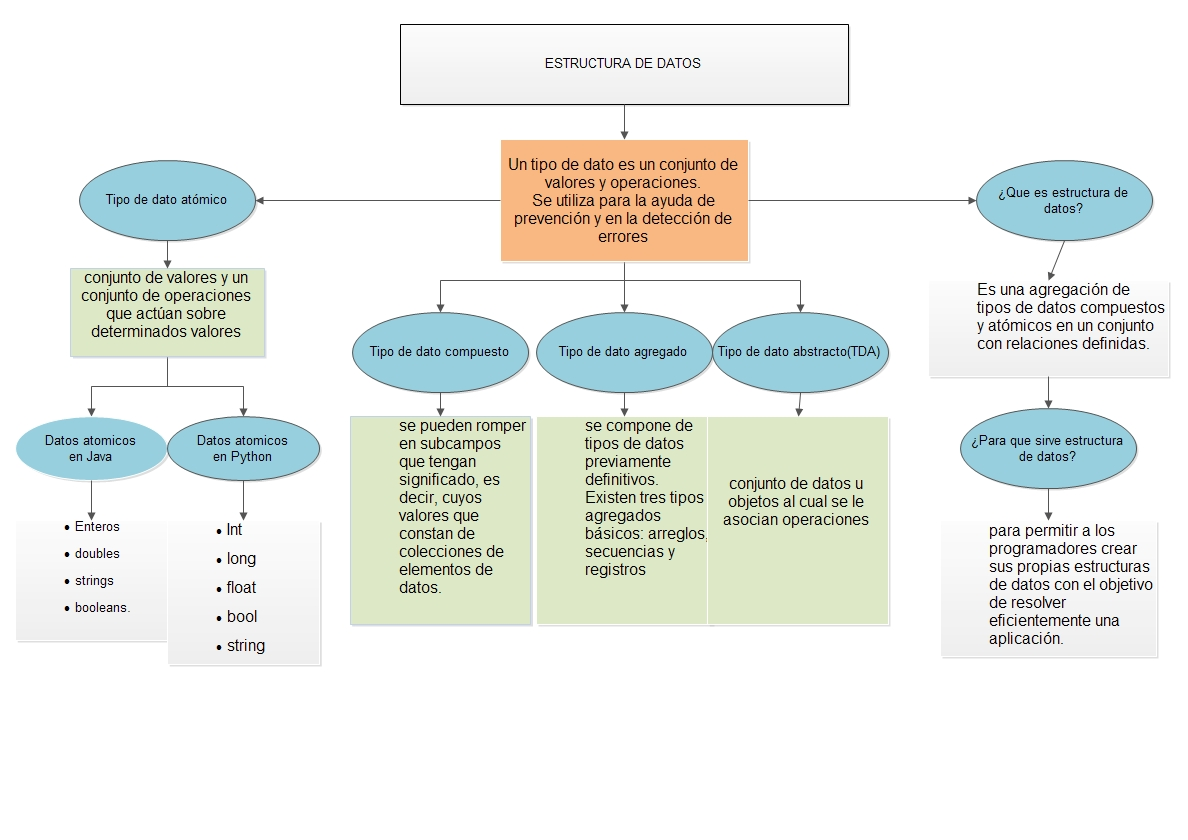 ESTRUCTURA DE DATOS
Un tipo de dato es un conjunto de
valores y operaciones.
Se utiliza para la ayuda de
prevención y en la detección de
errores
Tipo de dato atómico
¿Que es estructura de
datos?
conjunto de valores y un
conjunto de operaciones
que actúan sobre
determinados valores
Es una agregación de
tipos de datos compuestos
y atómicos en un conjunto
con relaciones definidas.
Tipo de dato compuesto
Tipo de dato agregado
Tipo de dato abstracto(TDA)
Datos atomicos
en Java
Datos atomicos
en Python
se pueden romper
en subcampos
que tengan
significado, es
decir, cuyos
valores que
constan de
colecciones de
elementos de
datos.
se compone de
tipos de datos
previamente
definitivos.
Existen tres tipos
agregados
básicos: arreglos,
secuencias y
registros
conjunto de datos u
objetos al cual se le
asocian operaciones
¿Para que sirve estructura
de datos?
• Enteros
• doubles
• strings
• booleans.
• Int
• long
• float
• bool
• string
para permitir a los
programadores crear
sus propias estructuras
de datos con el objetivo
de resolver
eficientemente una
aplicación.